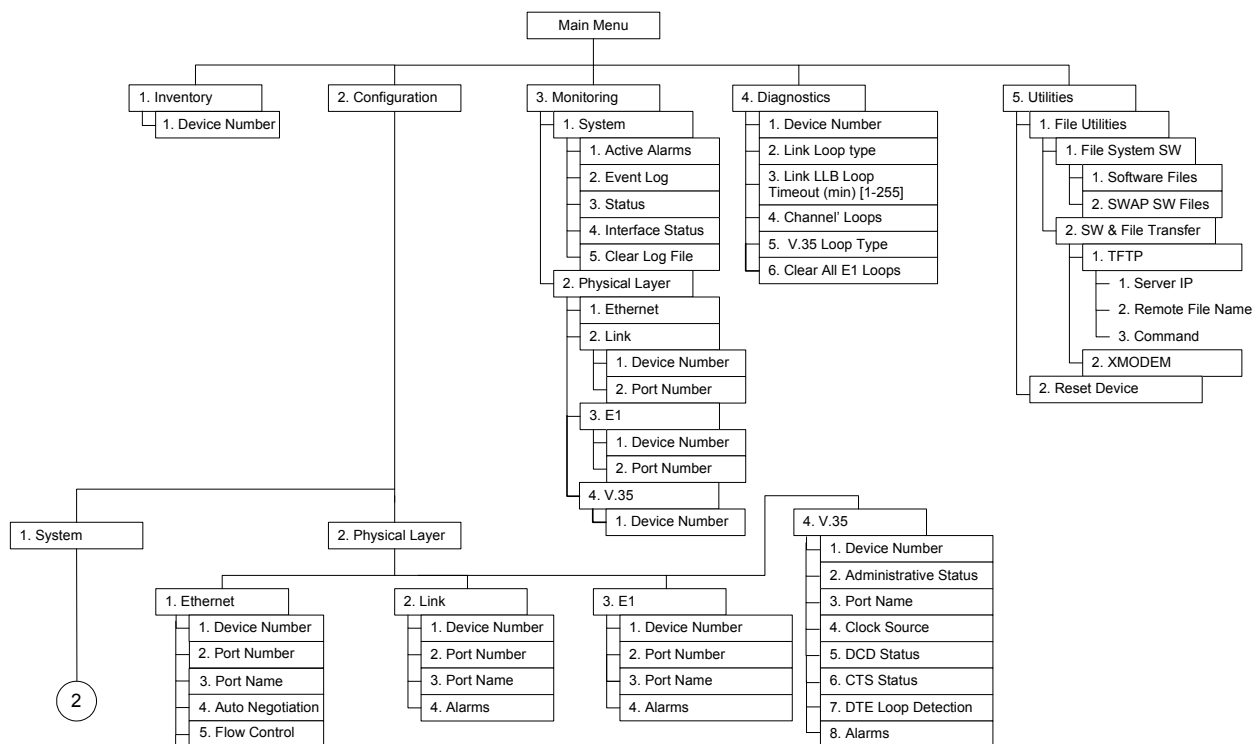 Main Menu
1. Inventory
1. Device Number
2. Configuration
3. Monitoring
1. System
1. Active Alarms
2. Event Log
3. Status
4. Interface Status
5. Clear Log File
2. Physical Layer
1. Ethernet
2. Link
1. Device Number
2. Port Number
3. E1
1. Device Number
2. Port Number
4. V.35
1. Device Number
4. Diagnostics
1. Device Number
2. Link Loop type
3. Link LLB Loop
Timeout (min) [1-255]
4. Channel' Loops
5. V.35 Loop Type
6. Clear All E1 Loops
5. Utilities
1. File Utilities
1. File System SW
1. Software Files
2. SWAP SW Files
2. SW & File Transfer
1. TFTP
1. Server IP
2. Remote File Name
3. Command
2. XMODEM
2. Reset Device
1. System
2
2. Physical Layer
1. Ethernet
1. Device Number
2. Port Number
3. Port Name
4. Auto Negotiation
5. Flow Control
2. Link
1. Device Number
2. Port Number
3. Port Name
4. Alarms
3. E1
1. Device Number
2. Port Number
3. Port Name
4. Alarms
4. V.35
1. Device Number
2. Administrative Status
3. Port Name
4. Clock Source
5. DCD Status
6. CTS Status
7. DTE Loop Detection
8. Alarms